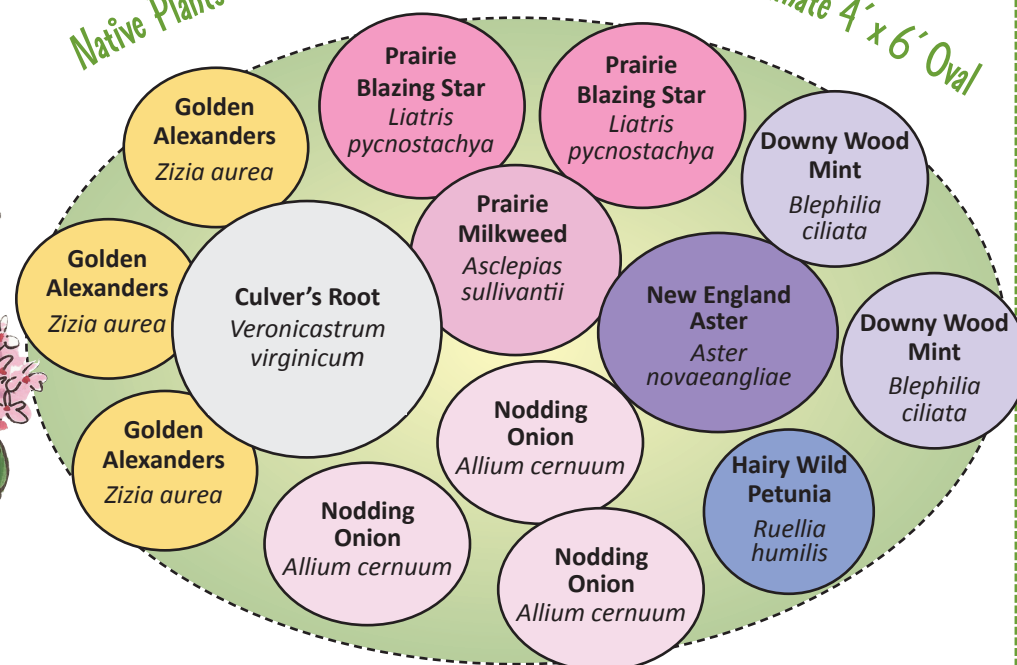 Native Plants
mate 4' x 6' Oval
Prairie
Blazing Star
Liatris
pycnostachya
Prairie
Blazing Star
Liatris
pycnostachya
Golden
Alexanders
Zizia aurea
Downy Wood
Mint
Blephilia
ciliata
Prairie
Milkweed
Asclepias
sullivantii
Golden
Alexanders
Zizia aurea
Culver's Root
Veronicastrum
virginicum
New England
Aster
Aster
novaeangliae
Downy Wood
Mint
Blephilia
ciliata
Nodding
Onion
Allium cernuum
Golden
Alexanders
Zizia aurea
Hairy Wild
Petunia
Ruellia
humilis
Nodding
Onion
Allium cernuum
Nodding
Onion
Allium cernuum